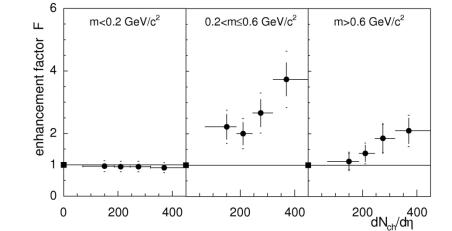 enhancement factor F
6
4
2
1
0
m<0.2 GeV/c²
0.2<m≤0.6 GeV/c²
m>0.6 GeV/c²
0 200 400 200 400 200 400
dN_ch/dη